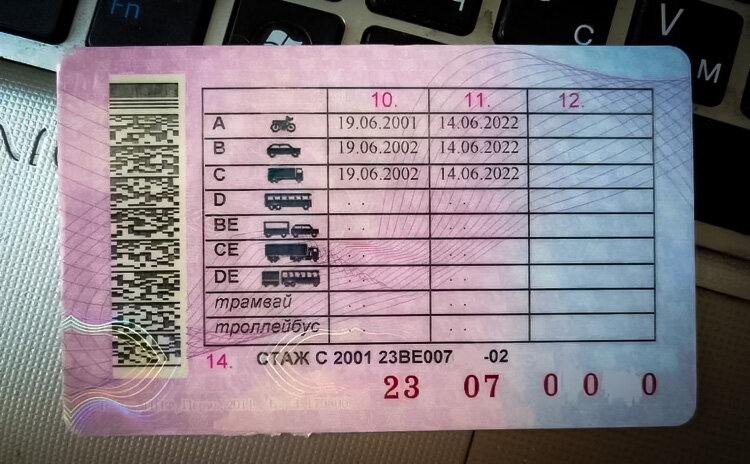 Fn
C
V
M
10. 11. 12.
A 19.06.2001 14.06.2022
B 19.06.2002 14.06.2022
C 19.06.2002 14.06.2022
D . . . .
BE . . . .
CE . . . .
DE . . . .
трамвай . . . .
троллейбус . . . .
14. СТАЖ С 2001 23ВЕ007 -02
23 07 0 0 0